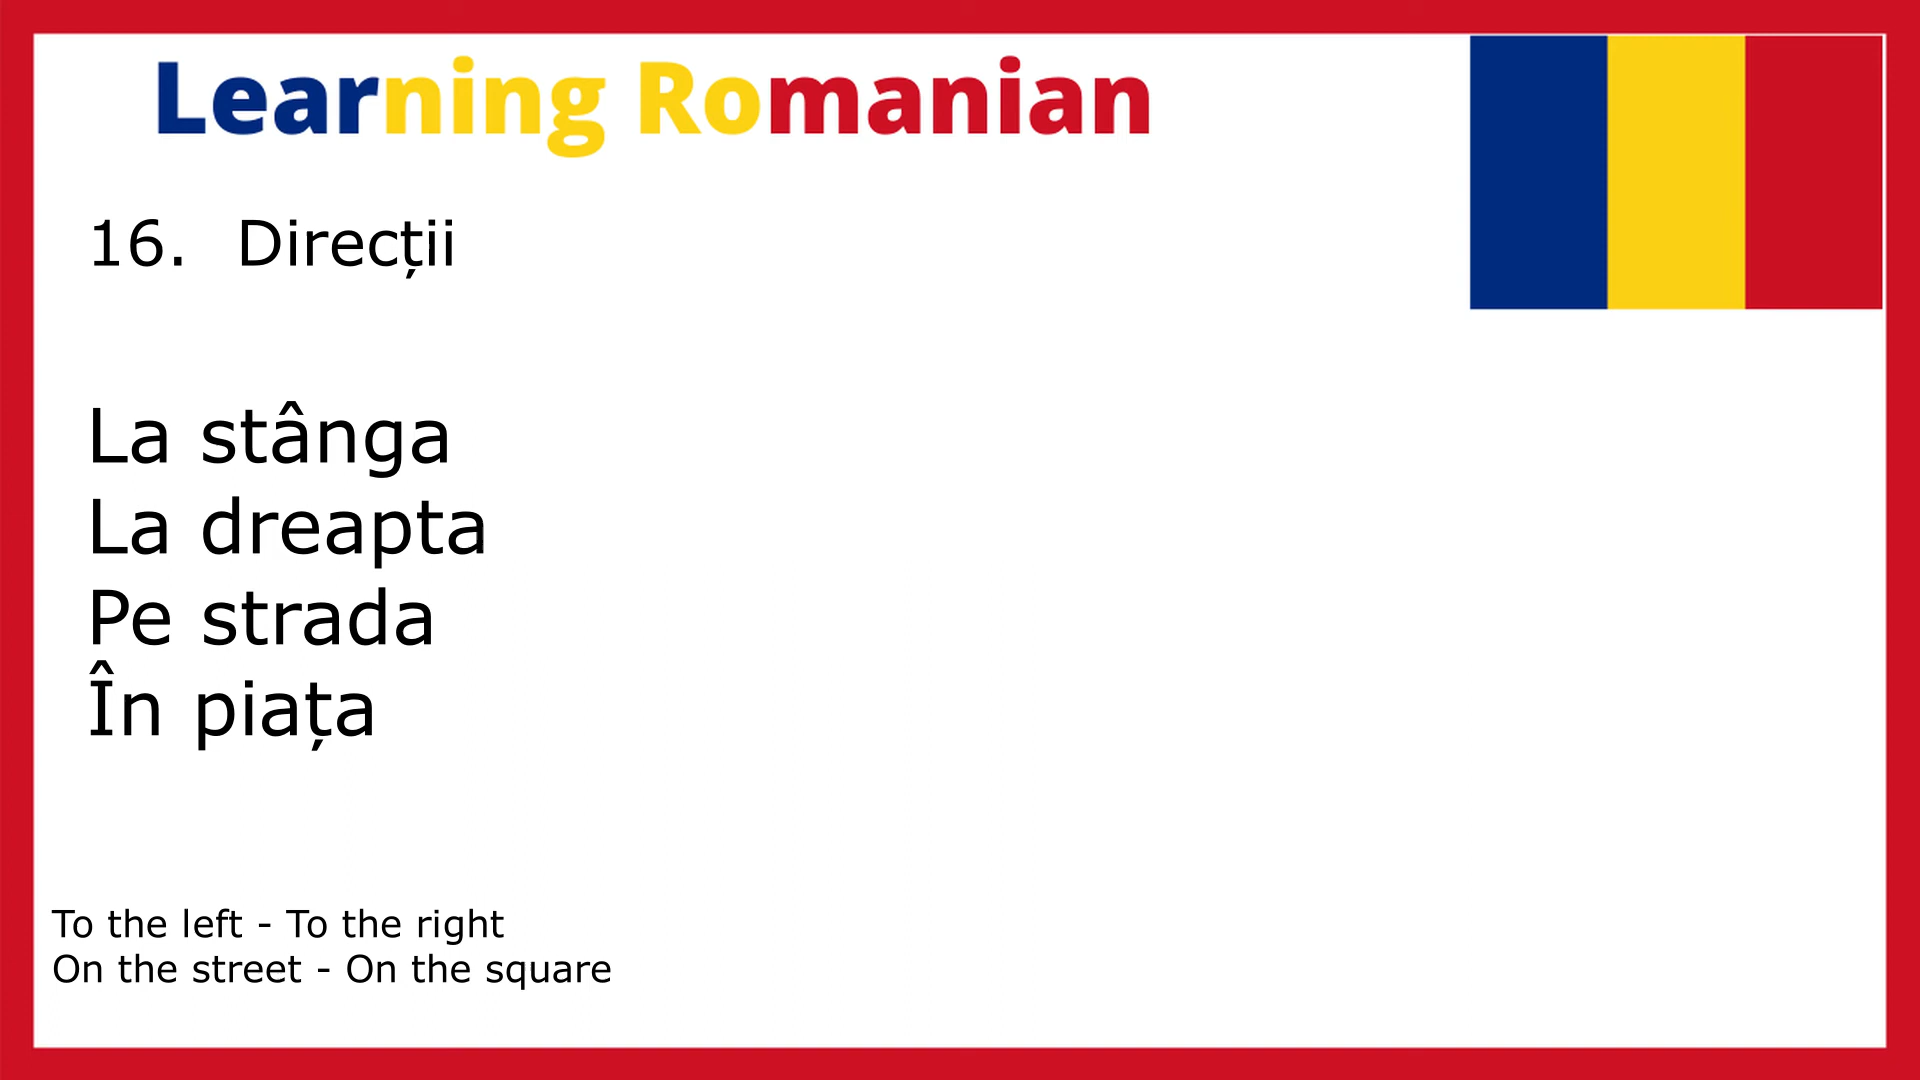 Learning Romanian
16. Direcții
La stânga
La dreapta
Pe strada
În piața
To the left - To the right
On the street - On the square